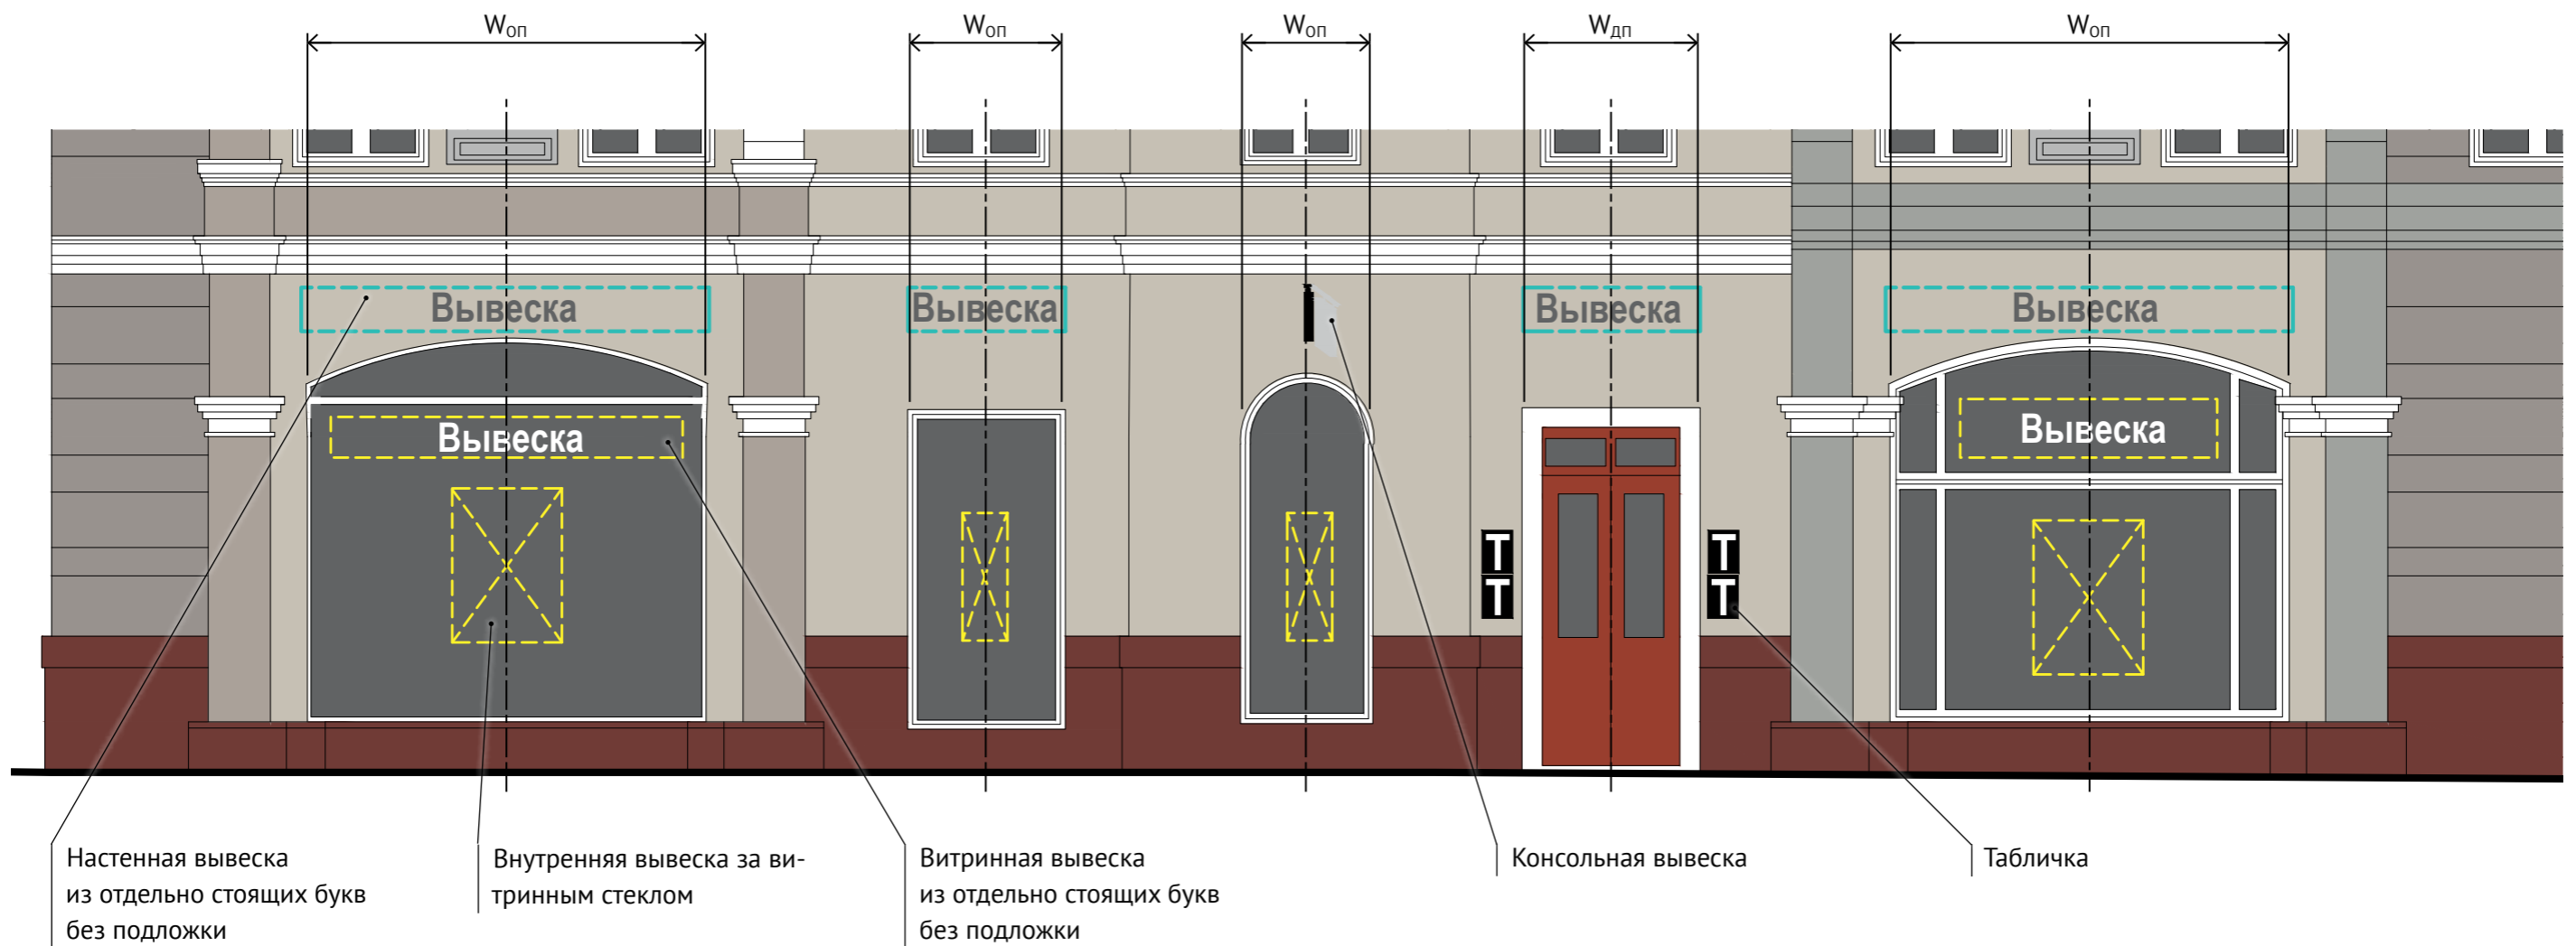 Wоп
Wоп
Wоп
Wдп
Wоп
Вывеска
Вывеска
Вывеска
Вывеска
Вывеска
Вывеска
Т
Т
Т
Т
Настенная вывеска
из отдельно стоящих букв
без подложки
Внутренняя вывеска за ви-
тринным стеклом
Витринная вывеска
из отдельно стоящих букв
без подложки
Консольная вывеска
Табличка